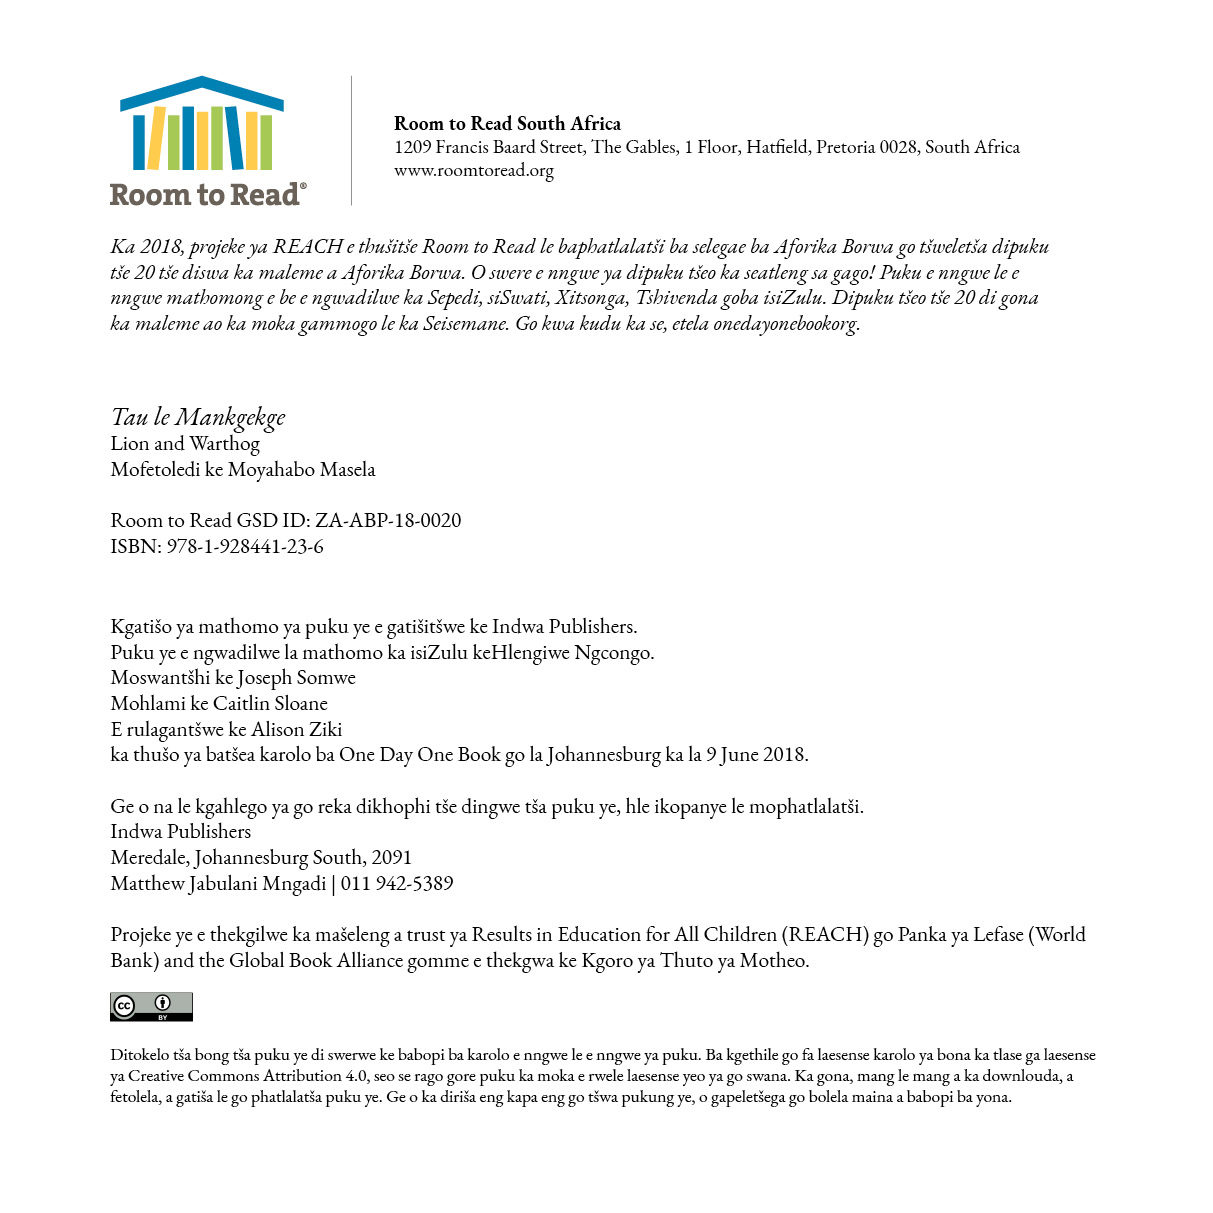 Room to Read®
Room to Read South Africa
1209 Francis Baard Street, The Gables, 1 Floor, Hatfield, Pretoria 0028, South Africa
www.roomtoread.org
Ka 2018, projeke ya REACH e thušitše Room to Read le baphatlalatši ba selegae ba Aforika Borwa go tšweletša dipuku
tše 20 tše diswa ka maleme a Aforika Borwa. O swere e nngwe ya dipuku tšeo ka seatleng sa gago! Puku e nngwe le e
nngwe mathomong e be e ngwadilwe ka Sepedi, siSwati, Xitsonga, Tshivenda goba isiZulu. Dipuku tšeo tše 20 di gona
ka maleme ao ka moka gammogo le ka Seisemane. Go kwa kudu ka se, etela onedayonebookorg.
Tau le Mankgekge
Lion and Warthog
Mofetoledi ke Moyahabo Masela
Room to Read GSD ID: ZA-ABP-18-0020
ISBN: 978-1-928441-23-6
Kgatišo ya mathomo ya puku ye e gatišitšwe ke Indwa Publishers.
Puku ye e ngwadilwe la mathomo ka isiZulu keHlengiwe Ngcongo.
Moswantšhi ke Joseph Somwe
Mohlami ke Caitlin Sloane
E rulagantšwe ke Alison Ziki
ka thušo ya batšea karolo ba One Day One Book go la Johannesburg ka la 9 June 2018.
Ge o na le kgahlego ya go reka dikhophi tše dingwe tša puku ye, hle ikopanye le mophatlalatši.
Indwa Publishers
Meredale, Johannesburg South, 2091
Matthew Jabulani Mngadi | 011 942-5389
Projeke ye e thekgilwe ka mašeleng a trust ya Results in Education for All Children (REACH) go Panka ya Lefase (World
Bank) and the Global Book Alliance gomme e thekgwa ke Kgoro ya Thuto ya Motheo.
cc BY
Ditokelo tša bong tša puku ye di swerwe ke babopi ba karolo e nngwe le e nngwe ya puku. Ba kgethile go fa laesense karolo ya bona ka tlase ga laesense
ya Creative Commons Attribution 4.0, seo se rago gore puku ka moka e rwele laesense yeo ya go swana. Ka gona, mang le mang a ka downlouda, a
fetolela, a gatiša le go phatlalatša puku ye. Ge o ka diriša eng kapa eng go tšwa pukung ye, o gapeletšega go bolela maina a babopi ba yona.